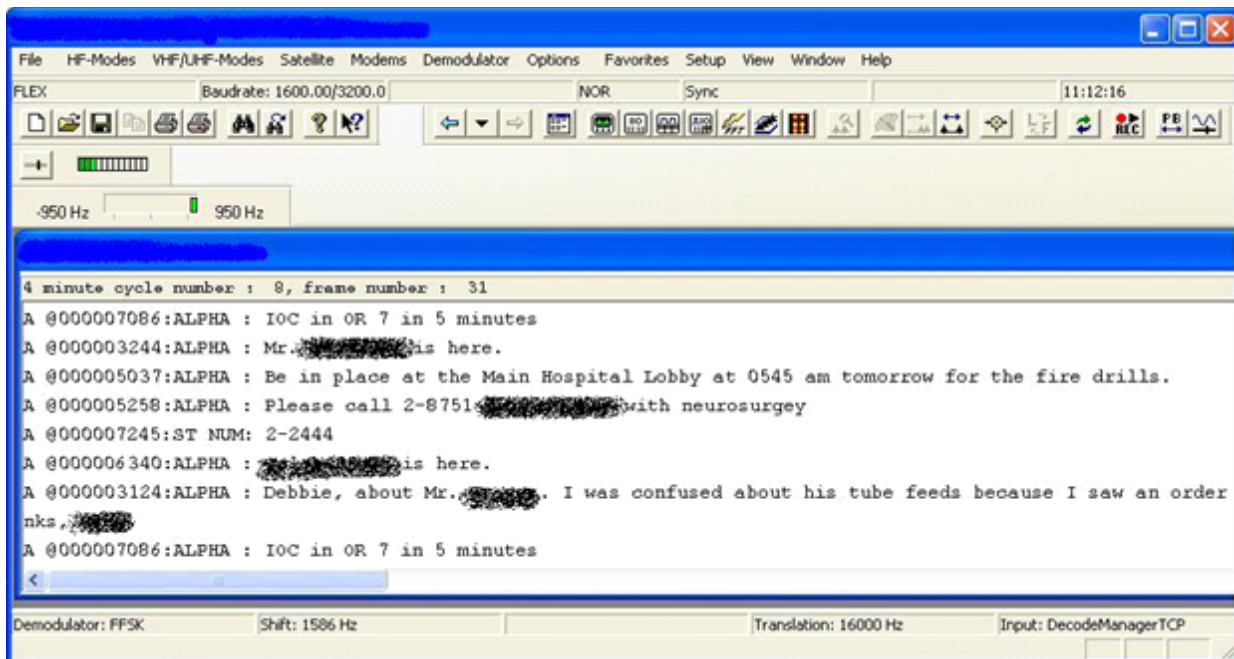 File HF-Modes VHF/UHF-Modes Satellite Modems Demodulator Options Favorites Setup View Window Help
FLEX Baudrate: 1600.00/3200.0 NOR Sync 11:12:16
REC PB
-950 Hz 950 Hz
4 minute cycle number : 8, frame number : 31
A @000007086:ALPHA : IOC in OR 7 in 5 minutes
A @000003244:ALPHA : Mr. is here.
A @000005037:ALPHA : Be in place at the Main Hospital Lobby at 0545 am tomorrow for the fire drills.
A @000005258:ALPHA : Please call 2-8751 with neurosurgey
A @000007245:ST NUM: 2-2444
A @000006340:ALPHA : is here.
A @000003124:ALPHA : Debbie, about Mr. . I was confused about his tube feeds because I saw an order
nks,
A @000007086:ALPHA : IOC in OR 7 in 5 minutes
Demodulator: FFSK Shift: 1586 Hz Translation: 16000 Hz Input: DecodeManagerTCP